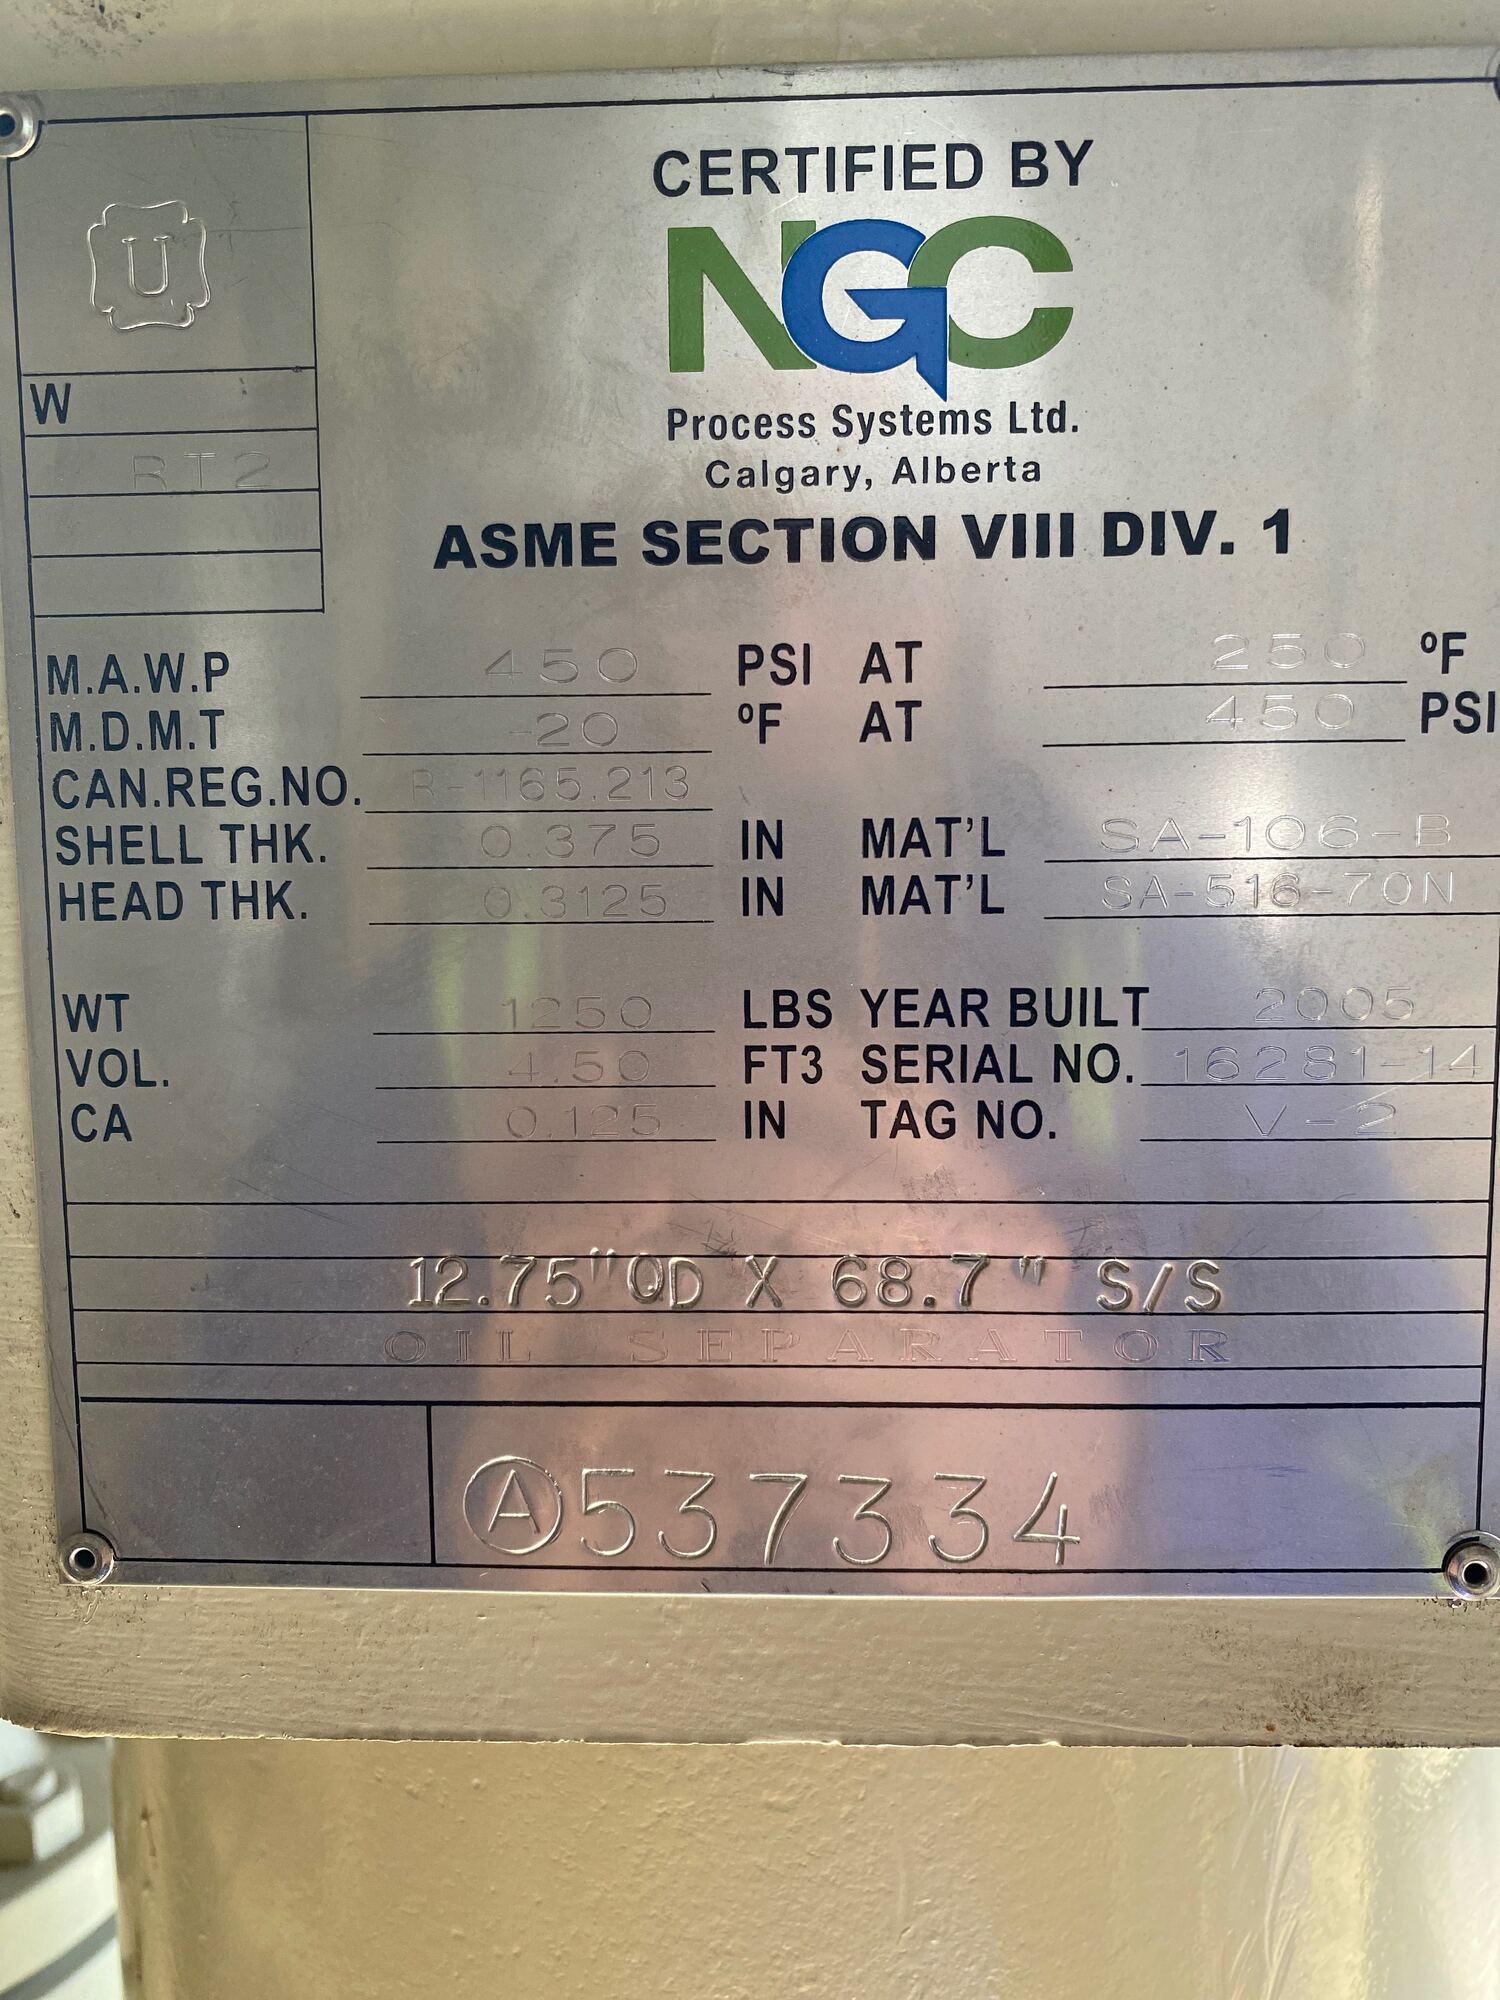 CERTIFIED BY
NGC
Process Systems Ltd.
Calgary, Alberta
ASME SECTION VIII DIV. 1
U
W
RT2
M.A.W.P 450 PSI AT 250 ºF
M.D.M.T -20 ºF AT 450 PSI
CAN.REG.NO. R-1165.213
SHELL THK. 0.375 IN MAT'L SA-106-B
HEAD THK. 0.3125 IN MAT'L SA-516-70N
WT 1250 LBS YEAR BUILT 2005
VOL. 4.50 FT3 SERIAL NO. 16281-14
CA 0.125 IN TAG NO. V-2
12.75"OD X 68.7" S/S
OIL SEPARATOR
A 537334